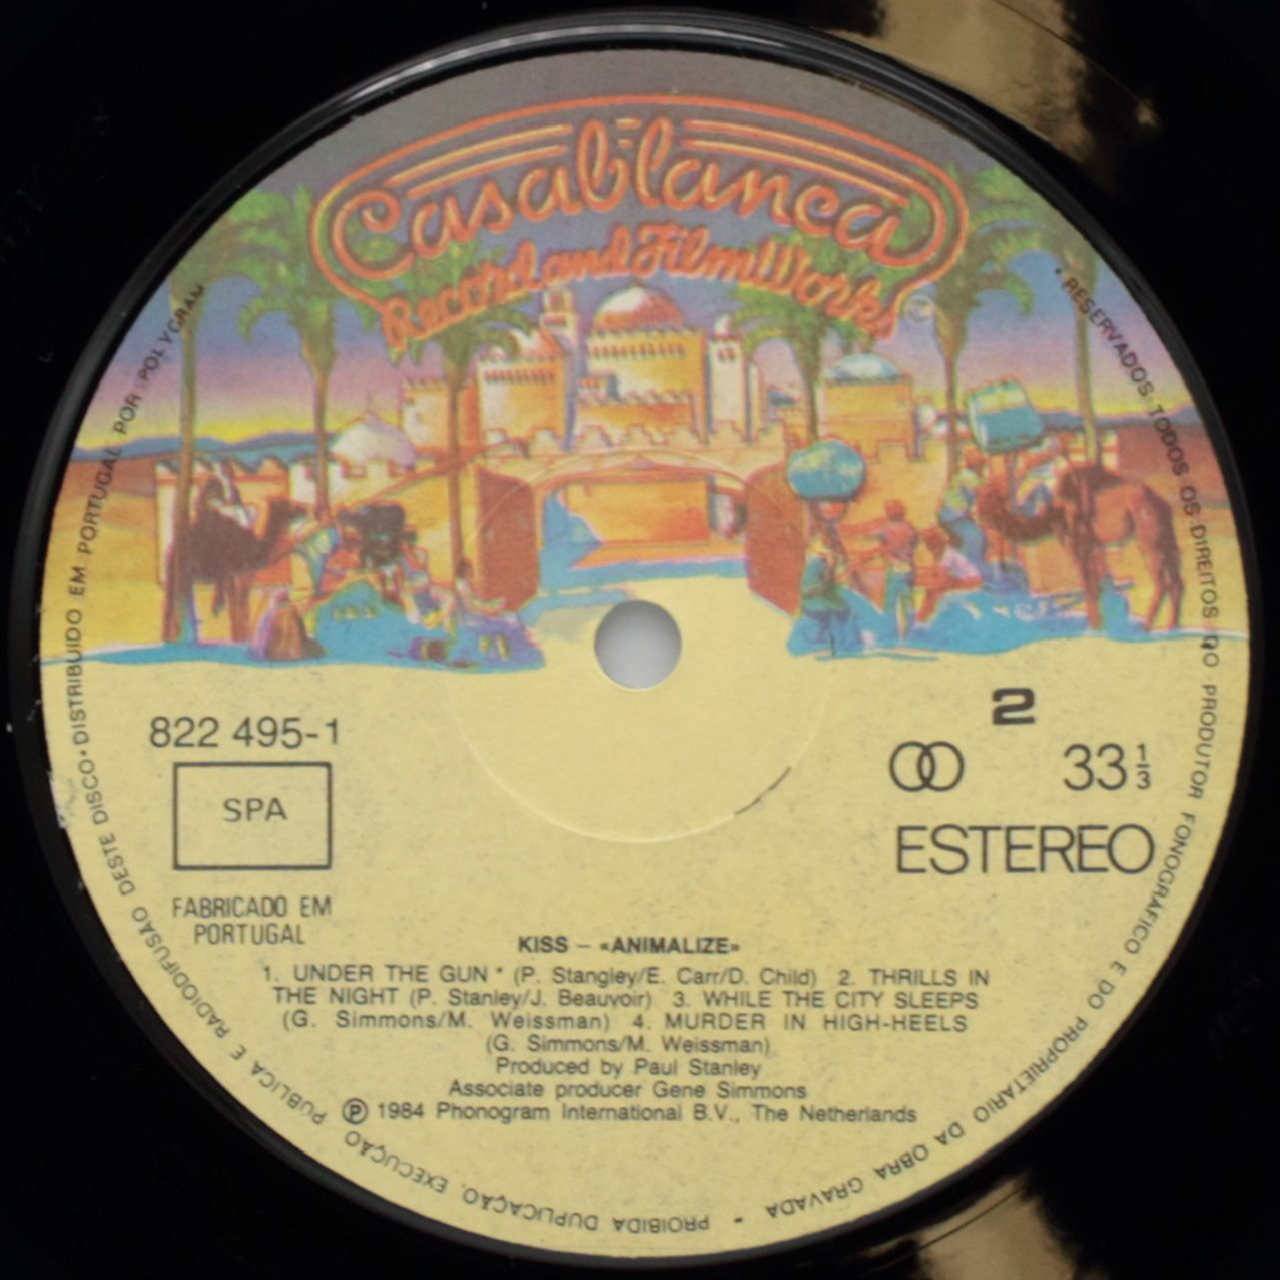 Casablanca
Record and FilmWorks
• RESERVADOS TODOS OS DIREITOS DO PRODUTOR FONOGRAFICO E DO PROPRIETARIO DA OBRA GRAVADA - PROIBIDA DUPLICAÇÃO, EXECUÇÃO PUBLICA E RADIODIFUSÃO DESTE DISCO • DISTRIBUIDO EM PORTUGAL POR POLYGRAM
822 495-1
2
33 1/3
SPA
ESTEREO
FABRICADO EM
PORTUGAL
KISS – «ANIMALIZE»
1. UNDER THE GUN * (P. Stangley/E. Carr/D. Child) 2. THRILLS IN
THE NIGHT (P. Stanley/J. Beauvoir) 3. WHILE THE CITY SLEEPS
(G. Simmons/M. Weissman) 4. MURDER IN HIGH-HEELS
(G. Simmons/M. Weissman)
Produced by Paul Stanley
Associate producer Gene Simmons
℗ 1984 Phonogram International B.V., The Netherlands